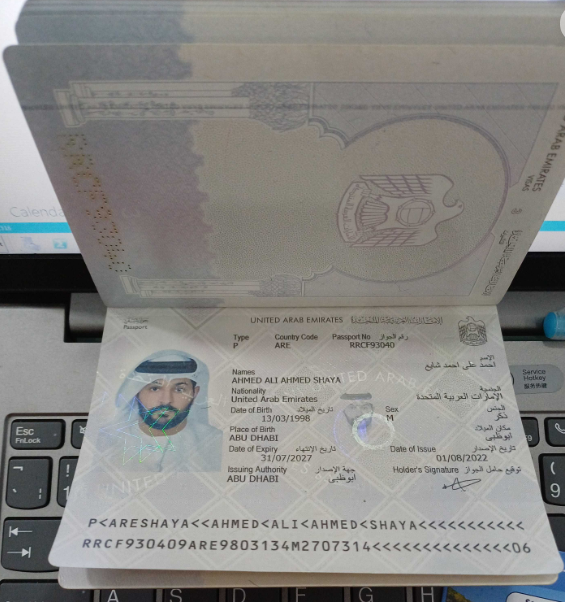 Calenda
ARAB EMIRATES
VISAS
جواز سفر
Passport
UNITED ARAB EMIRATES الإمارات العربية المتحدة
Type Country Code Passport No رقم الجواز
P ARE RRCF93040
الإسم
احمد علي احمد شايع
Names
AHMED ALI AHMED SHAYA
Nationality الجنسية
United Arab Emirates الإمارات العربية المتحدة
Date of Birth تاريخ الميلاد Sex الجنس
13/03/1998 M ذكر
Place of Birth مكان الميلاد
ABU DHABI أبوظبي
Date of Expiry تاريخ الإنتهاء Date of Issue تاريخ الإصدار
31/07/2027 01/08/2022
Issuing Authority جهة الإصدار Holder's Signature توقيع حامل الجواز
ABU DHABI أبوظبي
P<ARESHAYA<<AHMED<ALI<AHMED<SHAYA<<<<<<<<<<<
RRCF930409ARE9803134M2707314<<<<<<<<<<<<<<06
Service
Hotkey
Esc
FnLock
!
1
(
9
A
S
D
F
G
H